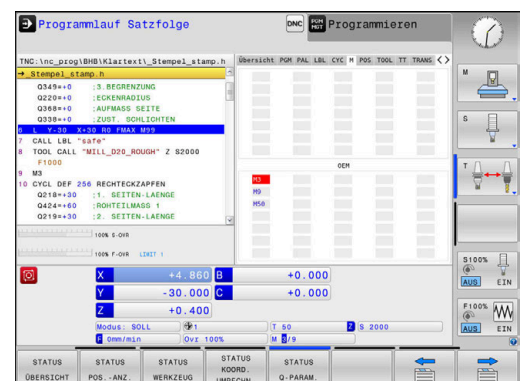 Programmlauf Satzfolge
DNC
PGM MGT
Programmieren
TNC:\nc_prog\BHB\Klartext\_Stempel_stamp.h
→_Stempel_stamp.h
Q349=+0 ;3.BEGRENZUNG
Q220=+0 ;ECKENRADIUS
Q368=+0 ;AUFMASS SEITE
Q338=+0 ;ZUST. SCHLICHTEN
6 L Y-30 X+30 R0 FMAX M99
7 CALL LBL "safe"
8 TOOL CALL "MILL_D20_ROUGH" Z S2000
F1000
9 M3
10 CYCL DEF 256 RECHTECKZAPFEN
Q218=+30 ;1. SEITEN-LAENGE
Q424=+60 ;ROHTEILMASS 1
Q219=+30 ;2. SEITEN-LAENGE
Übersicht PGM PAL LBL CYC M POS TOOL TT TRANS
OEM
M3
M9
M50
100% S-OVR
100% F-OVR LIMIT 1
X +4.860 B +0.000
Y -30.000 C +0.000
Z +0.400
Modus: SOLL 1 T 50 Z S 2000
F 0mm/min Ovr 100% M 3/9
M
S
T
S100%
AUS EIN
F100%
AUS EIN
STATUS ÜBERSICHT
STATUS POS.-ANZ.
STATUS WERKZEUG
STATUS KOORD. UMRECHN.
STATUS Q-PARAM.